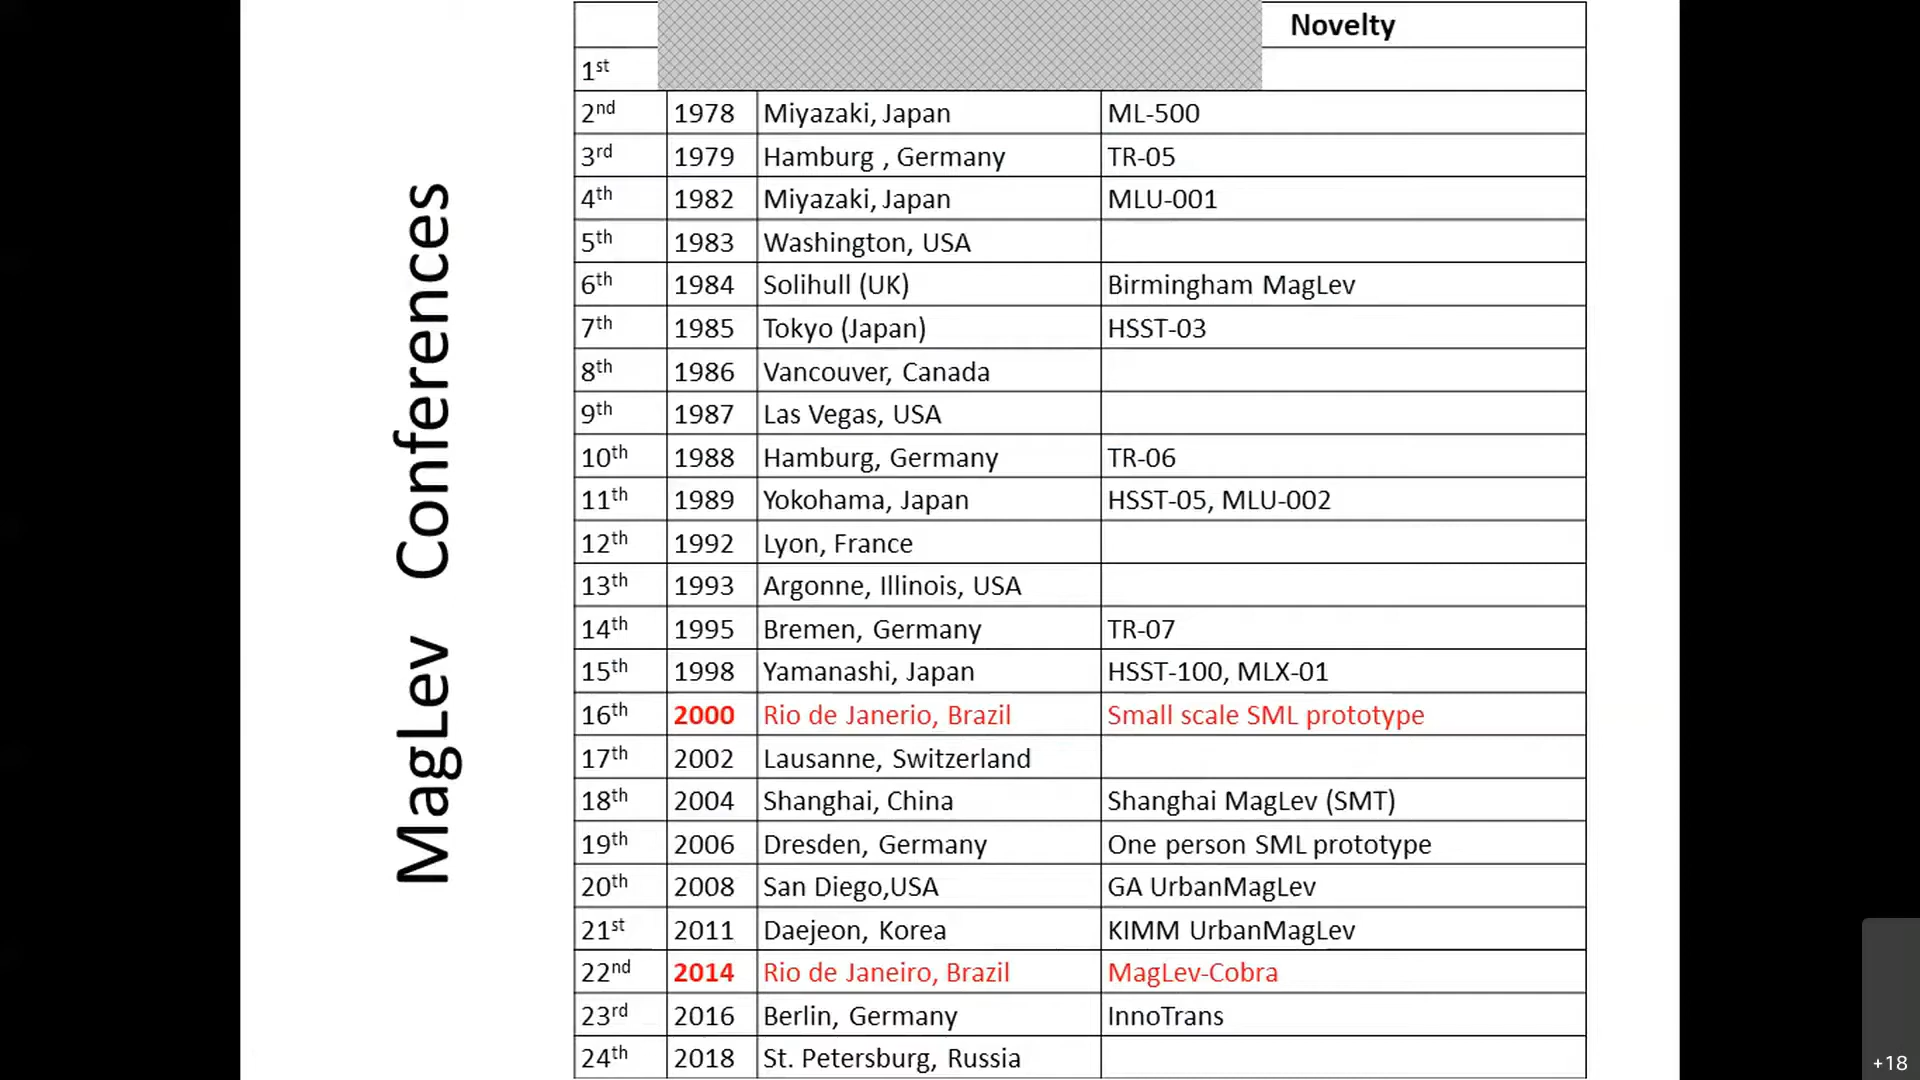 MagLev Conferences
Novelty
1st
2nd 1978 Miyazaki, Japan ML-500
3rd 1979 Hamburg , Germany TR-05
4th 1982 Miyazaki, Japan MLU-001
5th 1983 Washington, USA
6th 1984 Solihull (UK) Birmingham MagLev
7th 1985 Tokyo (Japan) HSST-03
8th 1986 Vancouver, Canada
9th 1987 Las Vegas, USA
10th 1988 Hamburg, Germany TR-06
11th 1989 Yokohama, Japan HSST-05, MLU-002
12th 1992 Lyon, France
13th 1993 Argonne, Illinois, USA
14th 1995 Bremen, Germany TR-07
15th 1998 Yamanashi, Japan HSST-100, MLX-01
16th 2000 Rio de Janerio, Brazil Small scale SML prototype
17th 2002 Lausanne, Switzerland
18th 2004 Shanghai, China Shanghai MagLev (SMT)
19th 2006 Dresden, Germany One person SML prototype
20th 2008 San Diego,USA GA UrbanMagLev
21st 2011 Daejeon, Korea KIMM UrbanMagLev
22nd 2014 Rio de Janeiro, Brazil MagLev-Cobra
23rd 2016 Berlin, Germany InnoTrans
24th 2018 St. Petersburg, Russia
+18